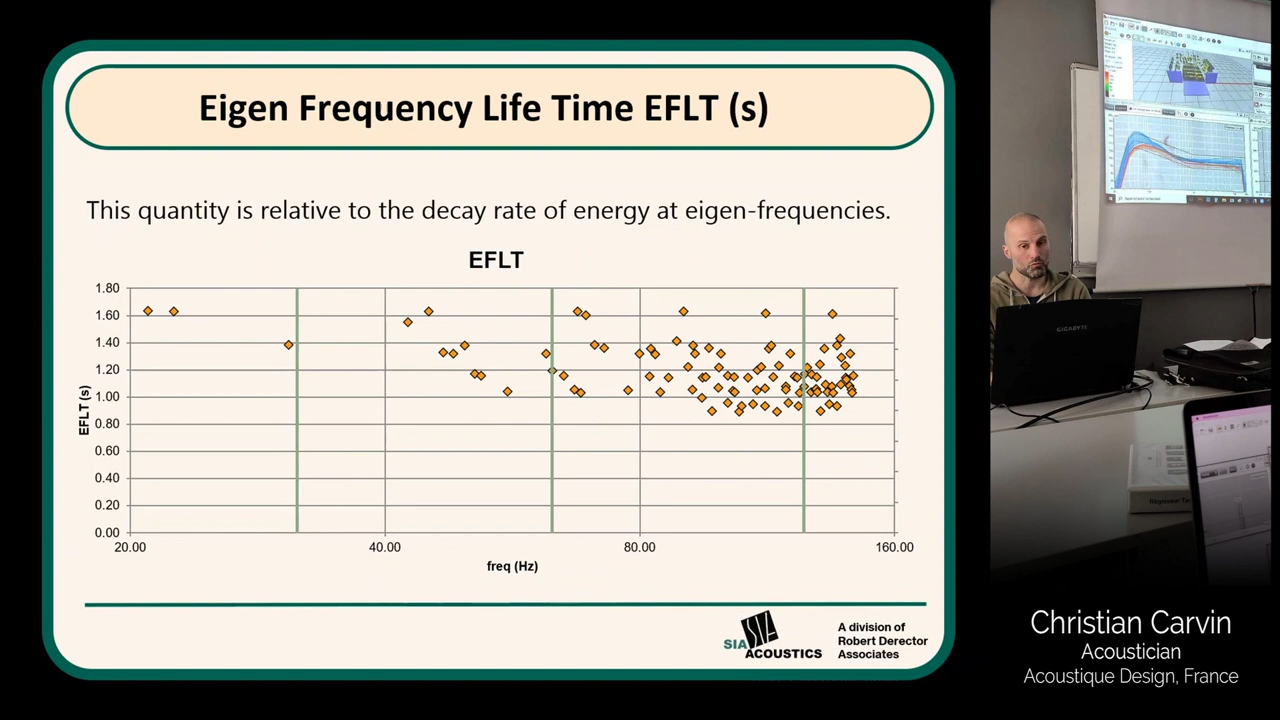 Eigen Frequency Life Time EFLT (s)
This quantity is relative to the decay rate of energy at eigen-frequencies.
EFLT
1.80
1.60
1.40
1.20
1.00
0.80
0.60
0.40
0.20
0.00
EFLT (s)
20.00
40.00
80.00
160.00
freq (Hz)
SIA
ACOUSTICS
A division of
Robert Derector
Associates
GIGABYTE
Christian Carvin
Acoustician
Acoustique Design, France